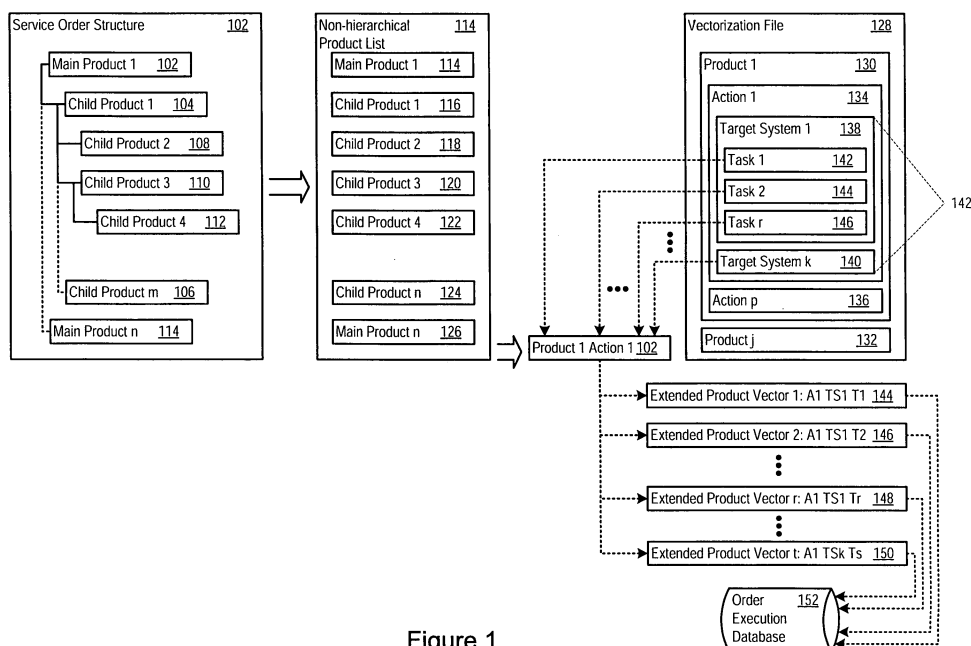 Service Order Structure 102
Main Product 1 102
Child Product 1 104
Child Product 2 108
Child Product 3 110
Child Product 4 112
Child Product m 106
Main Product n 114
Non-hierarchical 114
Product List
Main Product 1 114
Child Product 1 116
Child Product 2 118
Child Product 3 120
Child Product 4 122
Child Product n 124
Main Product n 126
Vectorization File 128
Product 1 130
Action 1 134
Target System 1 138
Task 1 142
Task 2 144
Task r 146
Target System k 140
Action p 136
Product j 132
142
Product 1 Action 1 102
Extended Product Vector 1: A1 TS1 T1 144
Extended Product Vector 2: A1 TS1 T2 146
Extended Product Vector r: A1 TS1 Tr 148
Extended Product Vector t: A1 TSk Ts 150
Order 152
Execution
Database
Figure 1